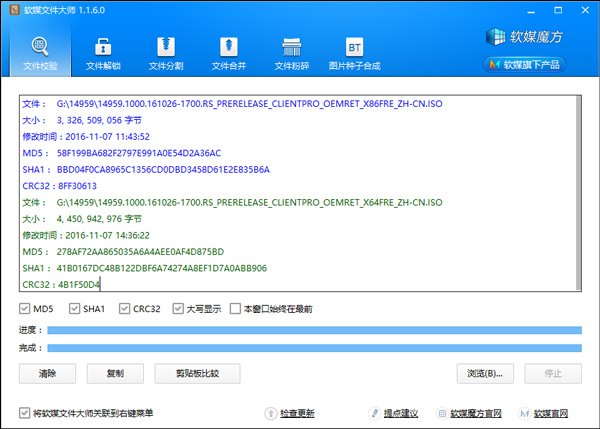 软媒文件大师 1.1.6.0
文件校验
文件解锁
文件分割
文件合并
文件粉碎
BT
图片种子合成
软媒魔方
软媒旗下产品
文件： G:\14959\14959.1000.161026-1700.RS_PRERELEASE_CLIENTPRO_OEMRET_X86FRE_ZH-CN.ISO
大小： 3, 326, 509, 056 字节
修改时间：2016-11-07 11:43:52
MD5： 58F199BA682F2797E991A0E54D2A36AC
SHA1： BBD04F0CA8965C1356CD0DBD3458D61E2E835B6A
CRC32：8FF30613
文件： G:\14959\14959.1000.161026-1700.RS_PRERELEASE_CLIENTPRO_OEMRET_X64FRE_ZH-CN.ISO
大小： 4, 450, 942, 976 字节
修改时间：2016-11-07 14:36:22
MD5： 278AF72AA865035A6A4AEE0AF4D875BD
SHA1： 41B0167DC48B122DBF6A74274A8EF1D7A0ABB906
CRC32：4B1F50D4
MD5
SHA1
CRC32
大写显示
本窗口始终在最前
进度：
完成：
清除
复制
剪贴板比较
浏览(B)...
停止
将软媒文件大师关联到右键菜单
检查更新
提点建议
软媒魔方官网
软媒官网